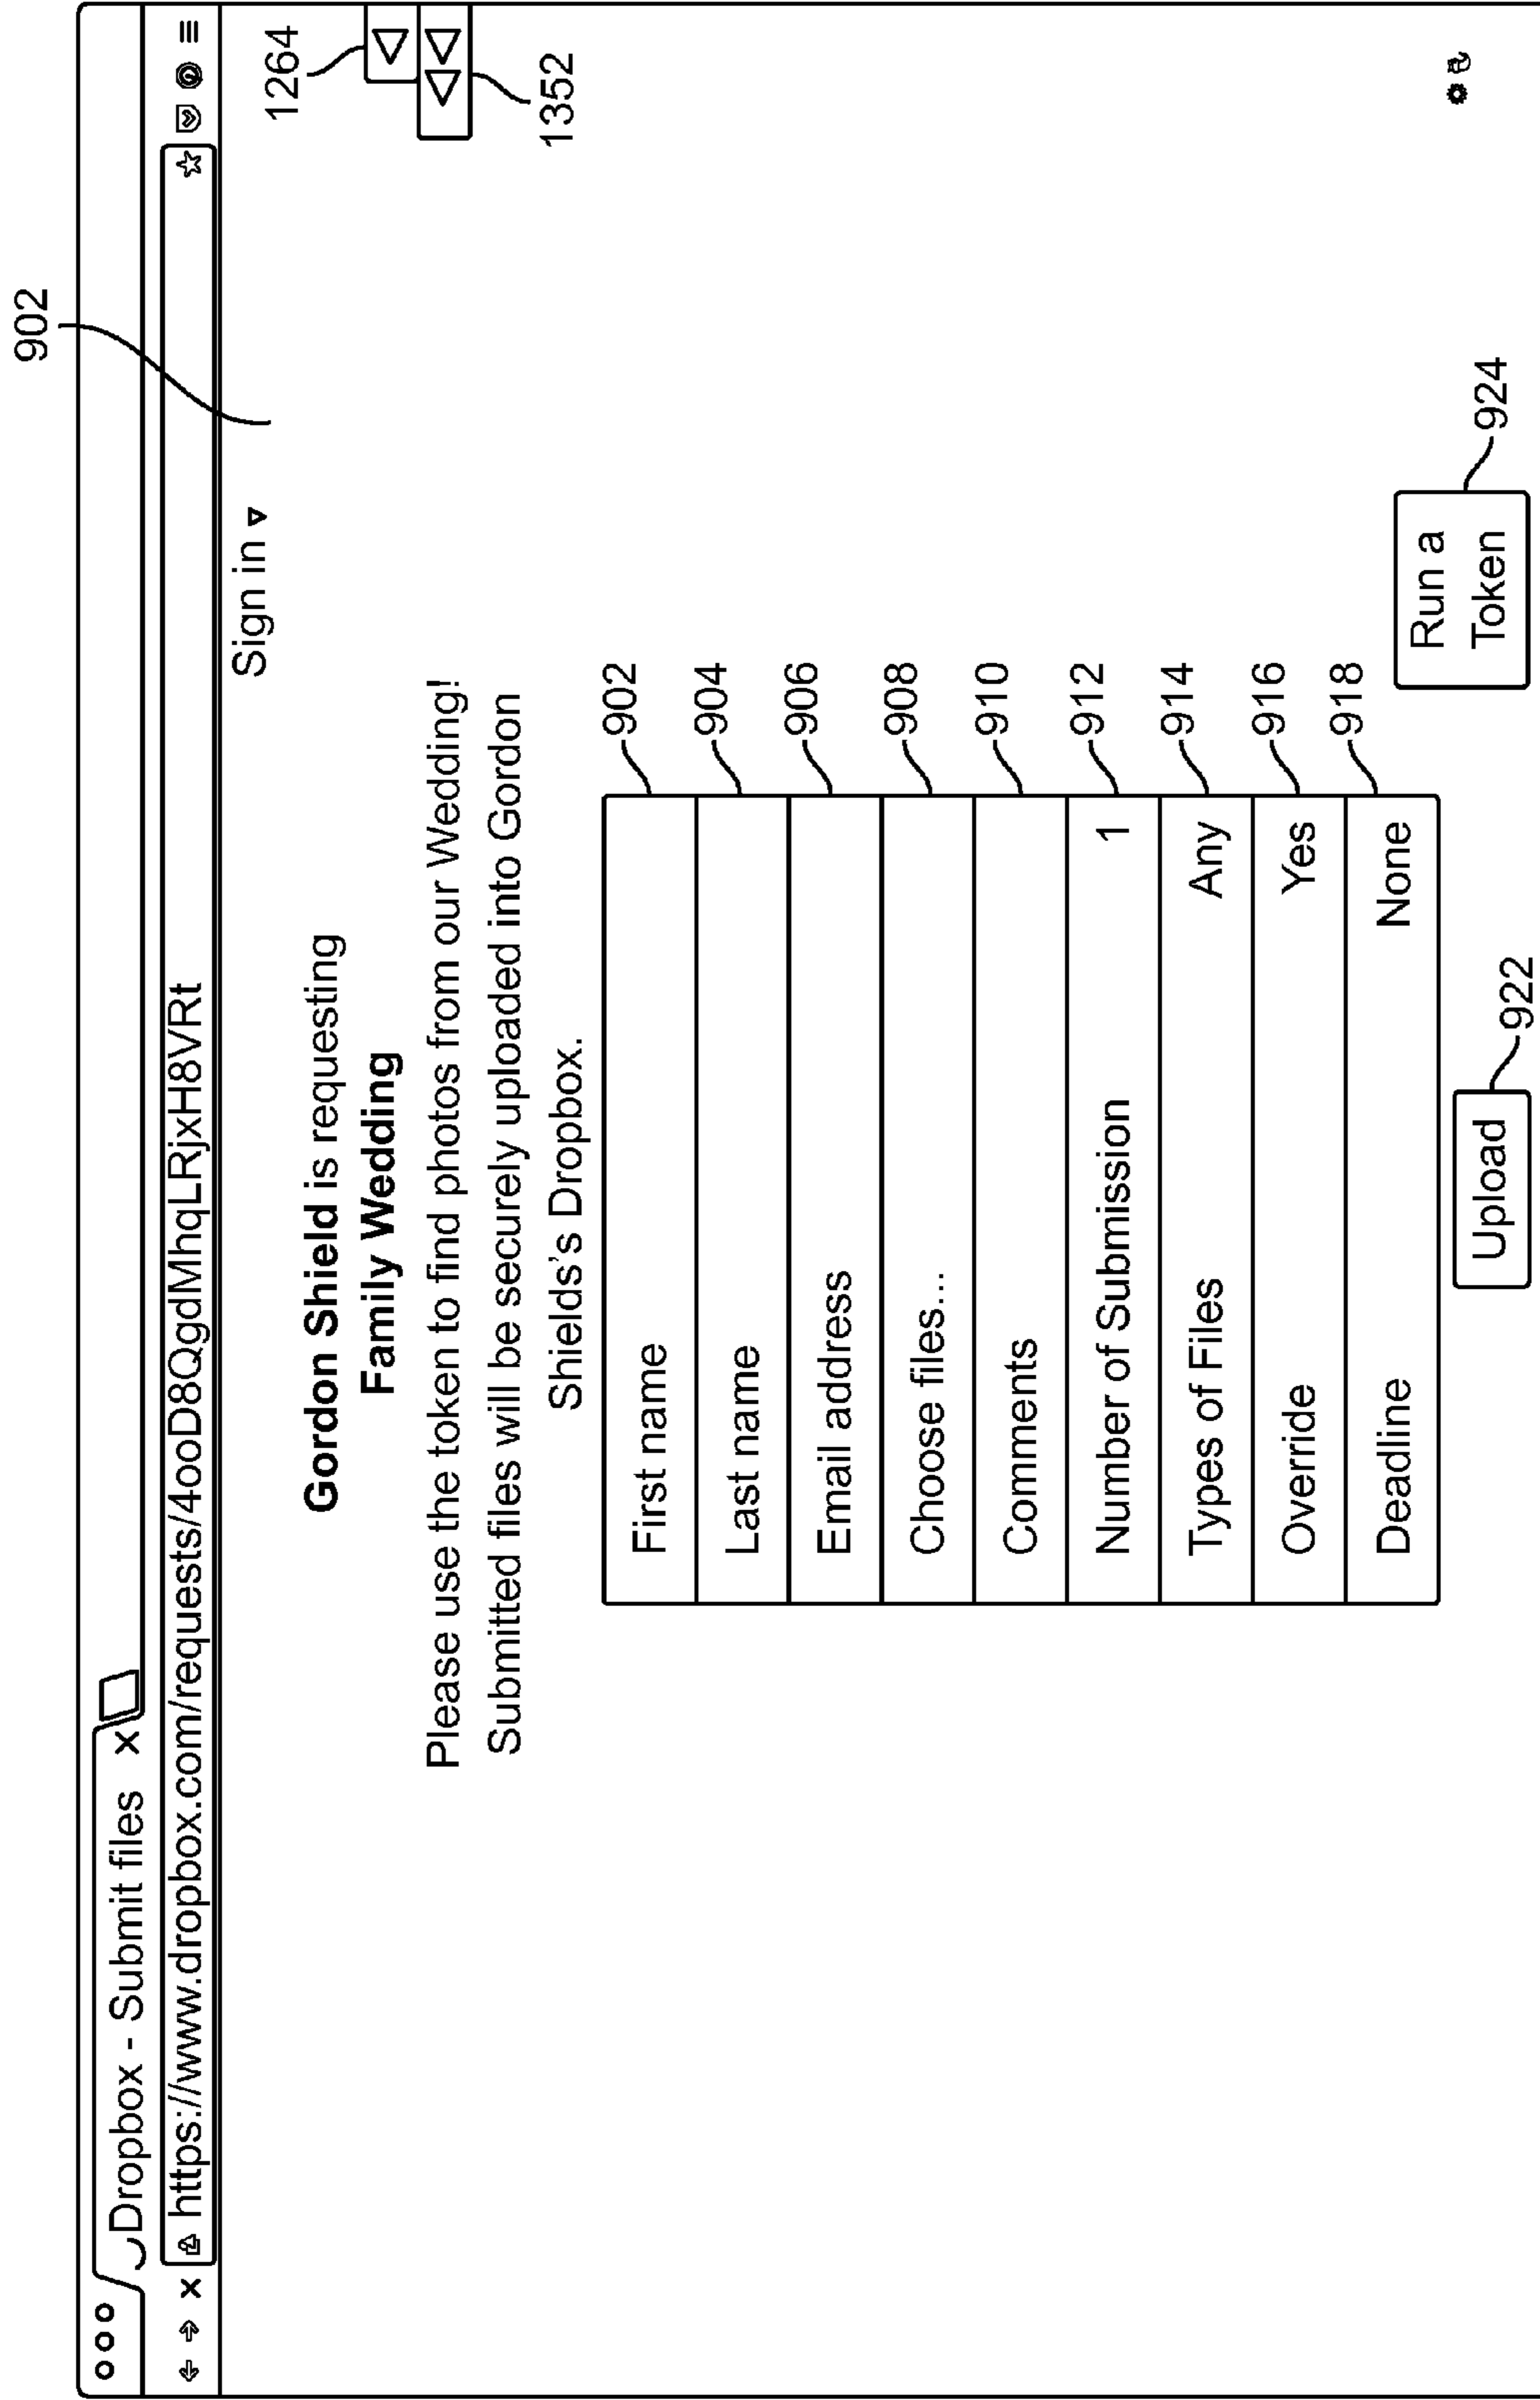 902
Dropbox - Submit files X
https://www.dropbox.com/requests/4ooD8QgdMhqLRjxH8VRt
Sign in
1264
1352
Gordon Shield is requesting
Family Wedding
Please use the token to find photos from our Wedding!
Submitted files will be securely uploaded into Gordon
Shields's Dropbox.
First name 902
Last name 904
Email address 906
Choose files... 908
Comments 910
Number of Submission 1 912
Types of Files Any 914
Override Yes 916
Deadline None 918
Upload 922
Run a
Token 924